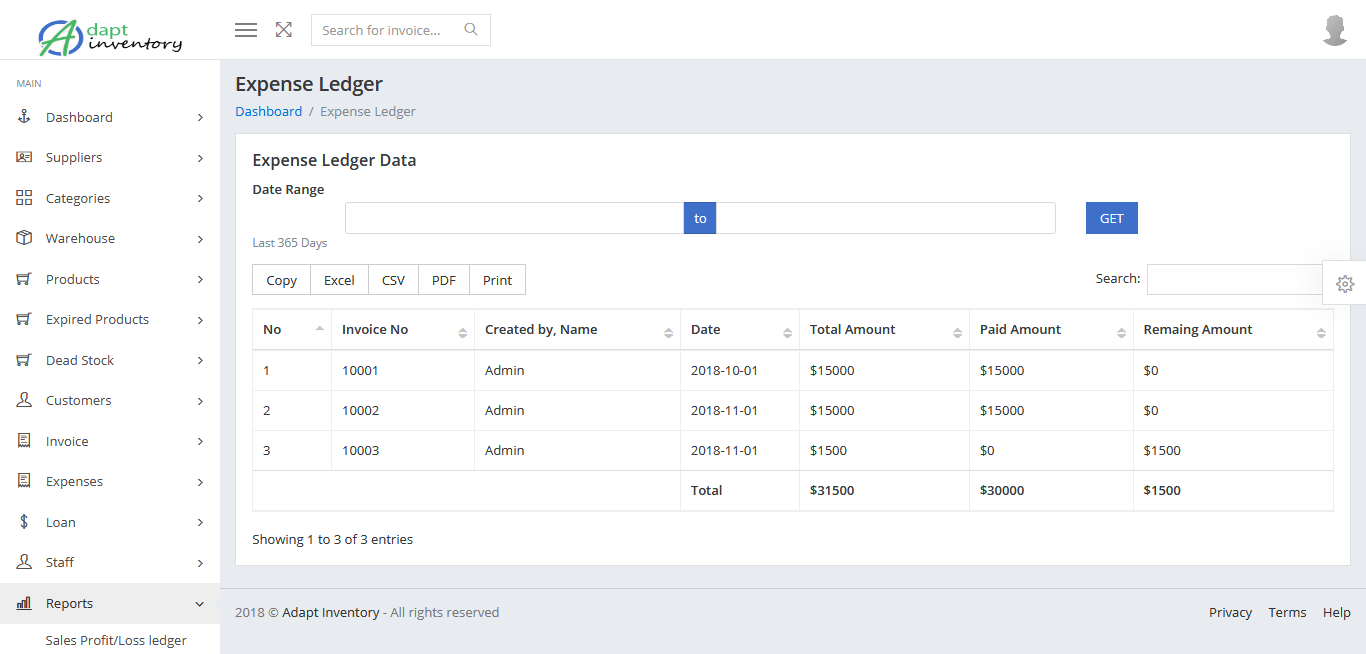 Adapt
inventory
Search for invoice...
MAIN
Dashboard
Suppliers
Categories
Warehouse
Products
Expired Products
Dead Stock
Customers
Invoice
Expenses
Loan
Staff
Reports
Sales Profit/Loss ledger
Expense Ledger
Dashboard / Expense Ledger
Expense Ledger Data
Date Range
to GET
Last 365 Days
Copy Excel CSV PDF Print Search:
No Invoice No Created by, Name Date Total Amount Paid Amount Remaing Amount
1 10001 Admin 2018-10-01 $15000 $15000 $0
2 10002 Admin 2018-11-01 $15000 $15000 $0
3 10003 Admin 2018-11-01 $1500 $0 $1500
Total $31500 $30000 $1500
Showing 1 to 3 of 3 entries
2018 © Adapt Inventory - All rights reserved Privacy Terms Help